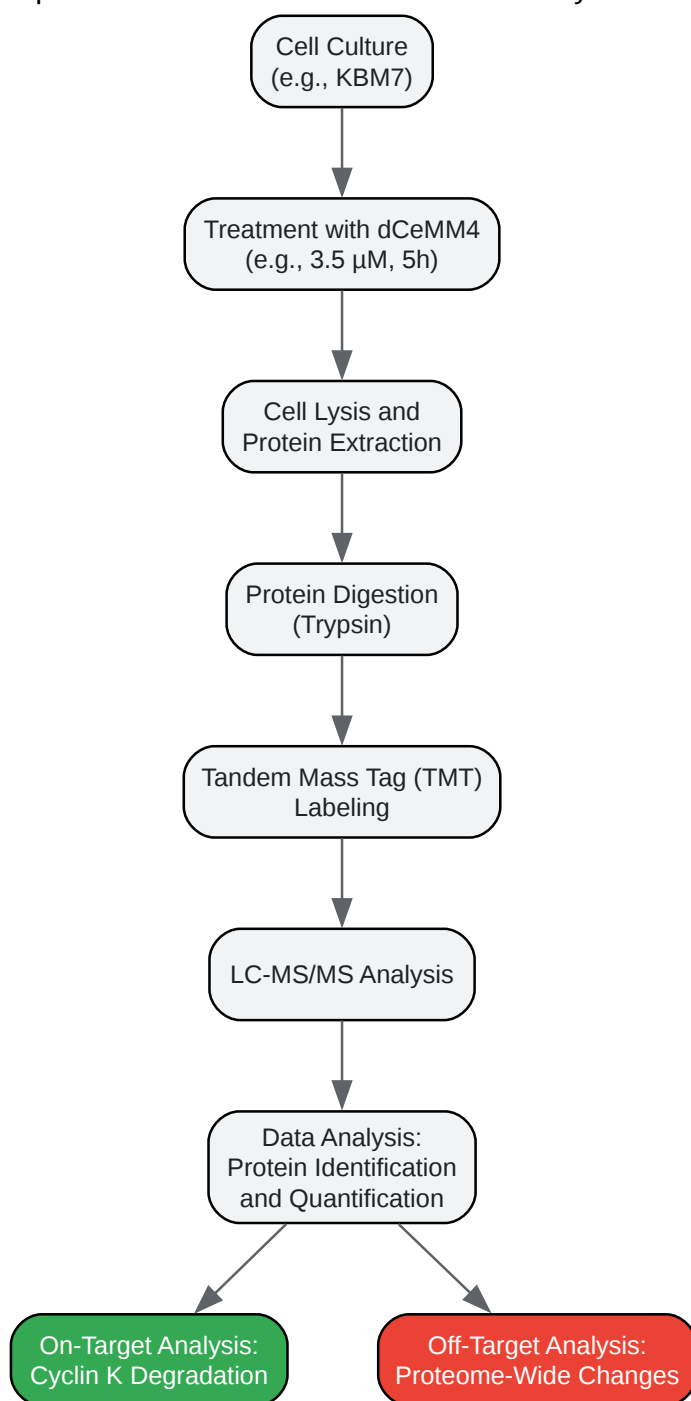 Cell Culture
(e.g., KBM7)
Treatment with dCeMM4
(e.g., 3.5 µM, 5h)
Cell Lysis and
Protein Extraction
Protein Digestion
(Trypsin)
Tandem Mass Tag (TMT)
Labeling
LC-MS/MS Analysis
Data Analysis:
Protein Identification
and Quantification
On-Target Analysis:
Cyclin K Degradation
Off-Target Analysis:
Proteome-Wide Changes